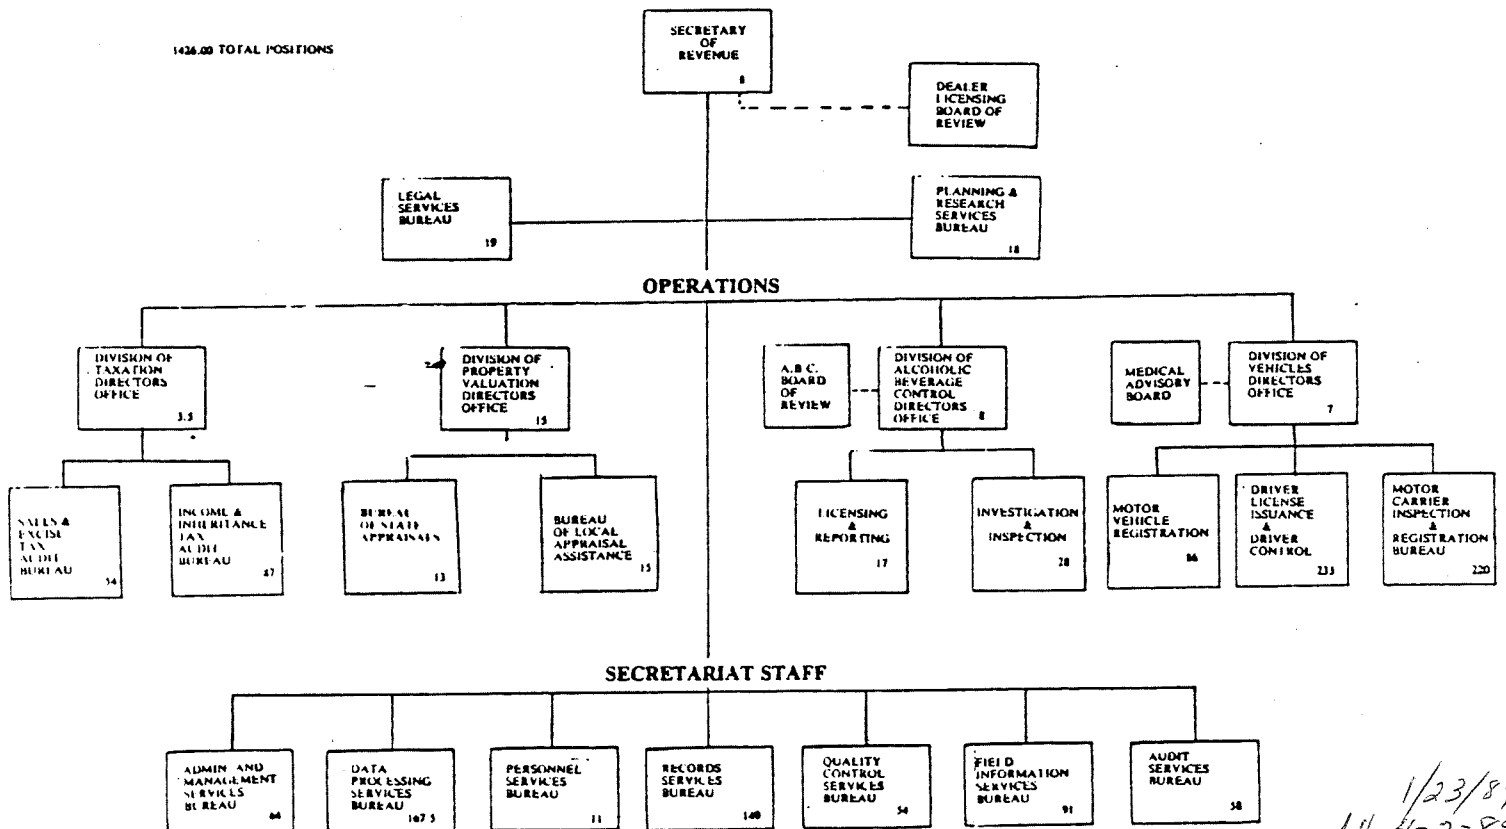 1426.00 TOTAL POSITIONS
SECRETARY
OF
REVENUE
8
DEALER
LICENSING
BOARD OF
REVIEW
LEGAL
SERVICES
BUREAU
19
PLANNING &
RESEARCH
SERVICES
BUREAU
18
OPERATIONS
DIVISION OF
TAXATION
DIRECTORS
OFFICE
3.5
DIVISION OF
PROPERTY
VALUATION
DIRECTORS
OFFICE
15
A.B C.
BOARD
OF
REVIEW
DIVISION OF
ALCOHOLIC
BEVERAGE
CONTROL
DIRECTORS
OFFICE
8
MEDICAL
ADVISORY
BOARD
DIVISION OF
VEHICLES
DIRECTORS
OFFICE
7
SALES &
EXCISE
TAX
AUDIT
BUREAU
54
INCOME &
INHERITANCE
TAX
AUDIT
BUREAU
87
BUREAU
OF STATE
APPRAISALS
13
BUREAU
OF LOCAL
APPRAISAL
ASSISTANCE
15
LICENSING
&
REPORTING
17
INVESTIGATION
&
INSPECTION
28
MOTOR
VEHICLE
REGISTRATION
86
DRIVER
LICENSE
ISSUANCE
&
DRIVER
CONTROL
233
MOTOR
CARRIER
INSPECTION
&
REGISTRATION
BUREAU
220
SECRETARIAT STAFF
ADMIN AND
MANAGEMENT
SERVICES
BUREAU
DATA
PROCESSING
SERVICES
BUREAU
167 5
PERSONNEL
SERVICES
BUREAU
11
RECORDS
SERVICES
BUREAU
140
QUALITY
CONTROL
SERVICES
BUREAU
54
FIELD
INFORMATION
SERVICES
BUREAU
91
AUDIT
SERVICES
BUREAU
58
1/23/8